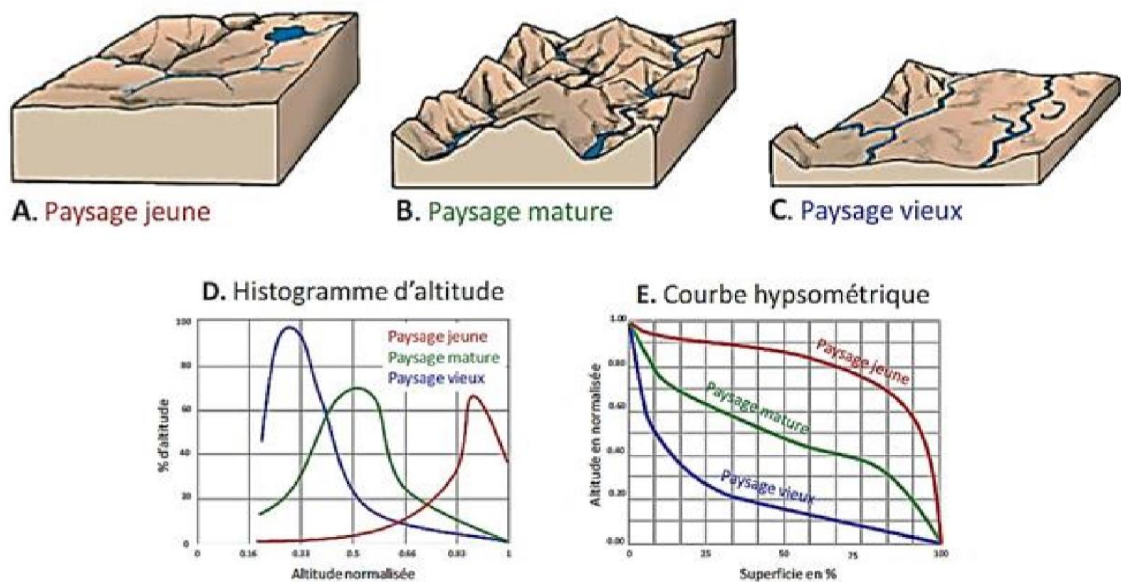 A. Paysage jeune
B. Paysage mature
C. Paysage vieux
D. Histogramme d'altitude
% d'altitude
100
80
60
40
20
0
Paysage jeune
Paysage mature
Paysage vieux
0
0.16
0.33
0.5
0.66
0.83
1
Altitude normalisée
E. Courbe hypsométrique
Altitude en normalisée
1.00
0.80
0.60
0.40
0.20
0.00
Paysage jeune
Paysage mature
Paysage vieux
0
25
50
75
100
Superficie en %